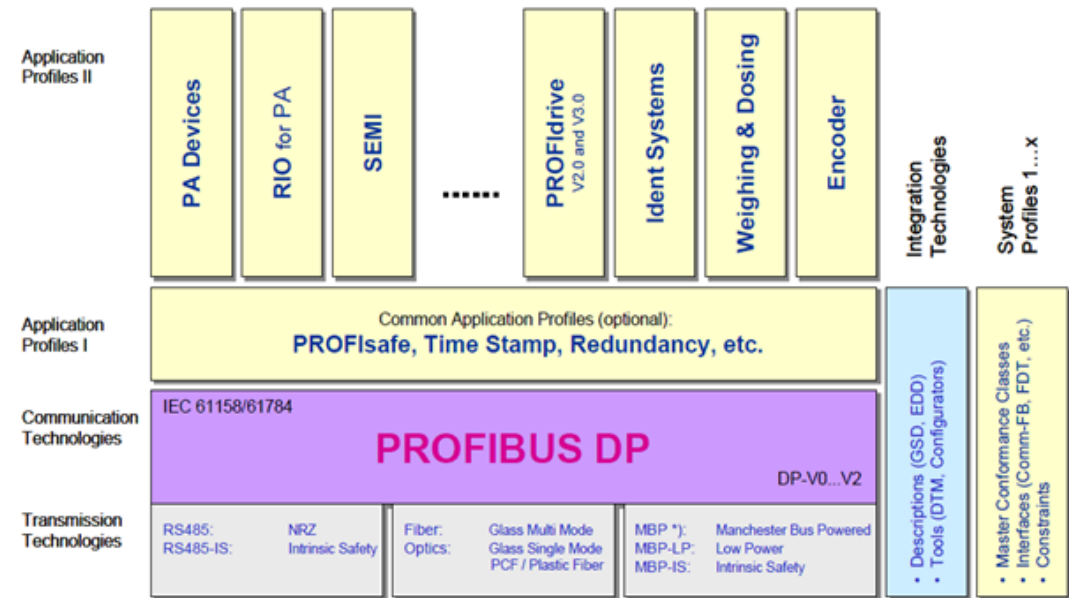 Application
Profiles II
PA Devices
RIO for PA
SEMI
......
PROFIdrive
V2.0 and V3.0
Ident Systems
Weighing & Dosing
Encoder
Integration
Technologies
System
Profiles 1...x
Application
Profiles I
Common Application Profiles (optional):
PROFIsafe, Time Stamp, Redundancy, etc.
Communication
Technologies
IEC 61158/61784
PROFIBUS DP
DP-V0...V2
Transmission
Technologies
RS485: NRZ
RS485-IS: Intrinsic Safety
Fiber: Glass Multi Mode
Optics: Glass Single Mode
PCF / Plastic Fiber
MBP *): Manchester Bus Powered
MBP-LP: Low Power
MBP-IS: Intrinsic Safety
• Descriptions (GSD, EDD)
• Tools (DTM, Configurators)
• Master Conformance Classes
• Interfaces (Comm-FB, FDT, etc.)
• Constraints